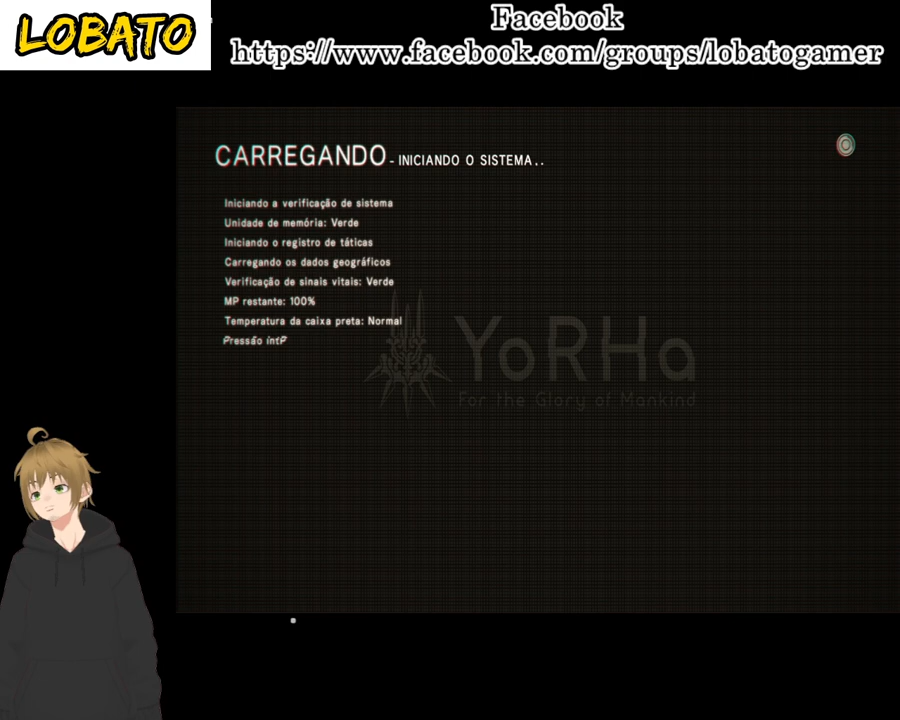 LOBATO
Facebook
https://www.facebook.com/groups/lobatogamer
CARREGANDO - INICIANDO O SISTEMA..
Iniciando a verificação de sistema
Unidade de memória: Verde
Iniciando o registro de táticas
Carregando os dados geográficos
Verificação de sinais vitais: Verde
MP restante: 100%
Temperatura da caixa preta: Normal
Pressão intP
YoRHa
For the Glory of Mankind